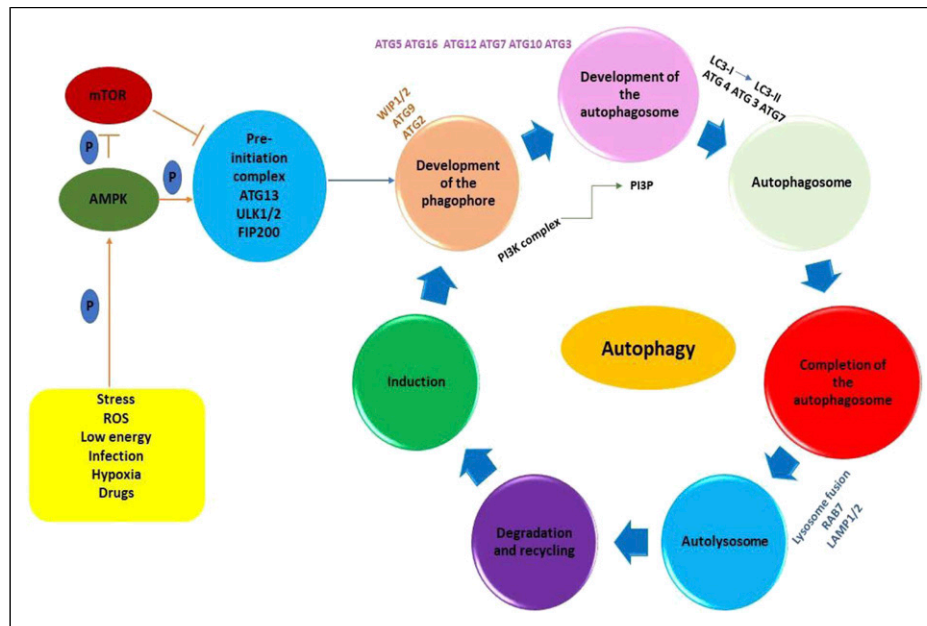 ATG5 ATG16 ATG12 ATG7 ATG10 ATG3
mTOR
P
P
AMPK
P
Stress
ROS
Low energy
Infection
Hypoxia
Drugs
Pre-
initiation
complex
ATG13
ULK1/2
FIP200
WIP1/2
ATG9
ATG2
Development
of the
phagophore
Development of
the
autophagosome
LC3-I LC3-II
ATG 4 ATG 3 ATG7
Autophagosome
PI3K complex
PI3P
Autophagy
Completion of
the
autophagosome
Lysosome fusion
RAB7
LAMP1/2
Autolysosome
Degradation
and recycling
Induction